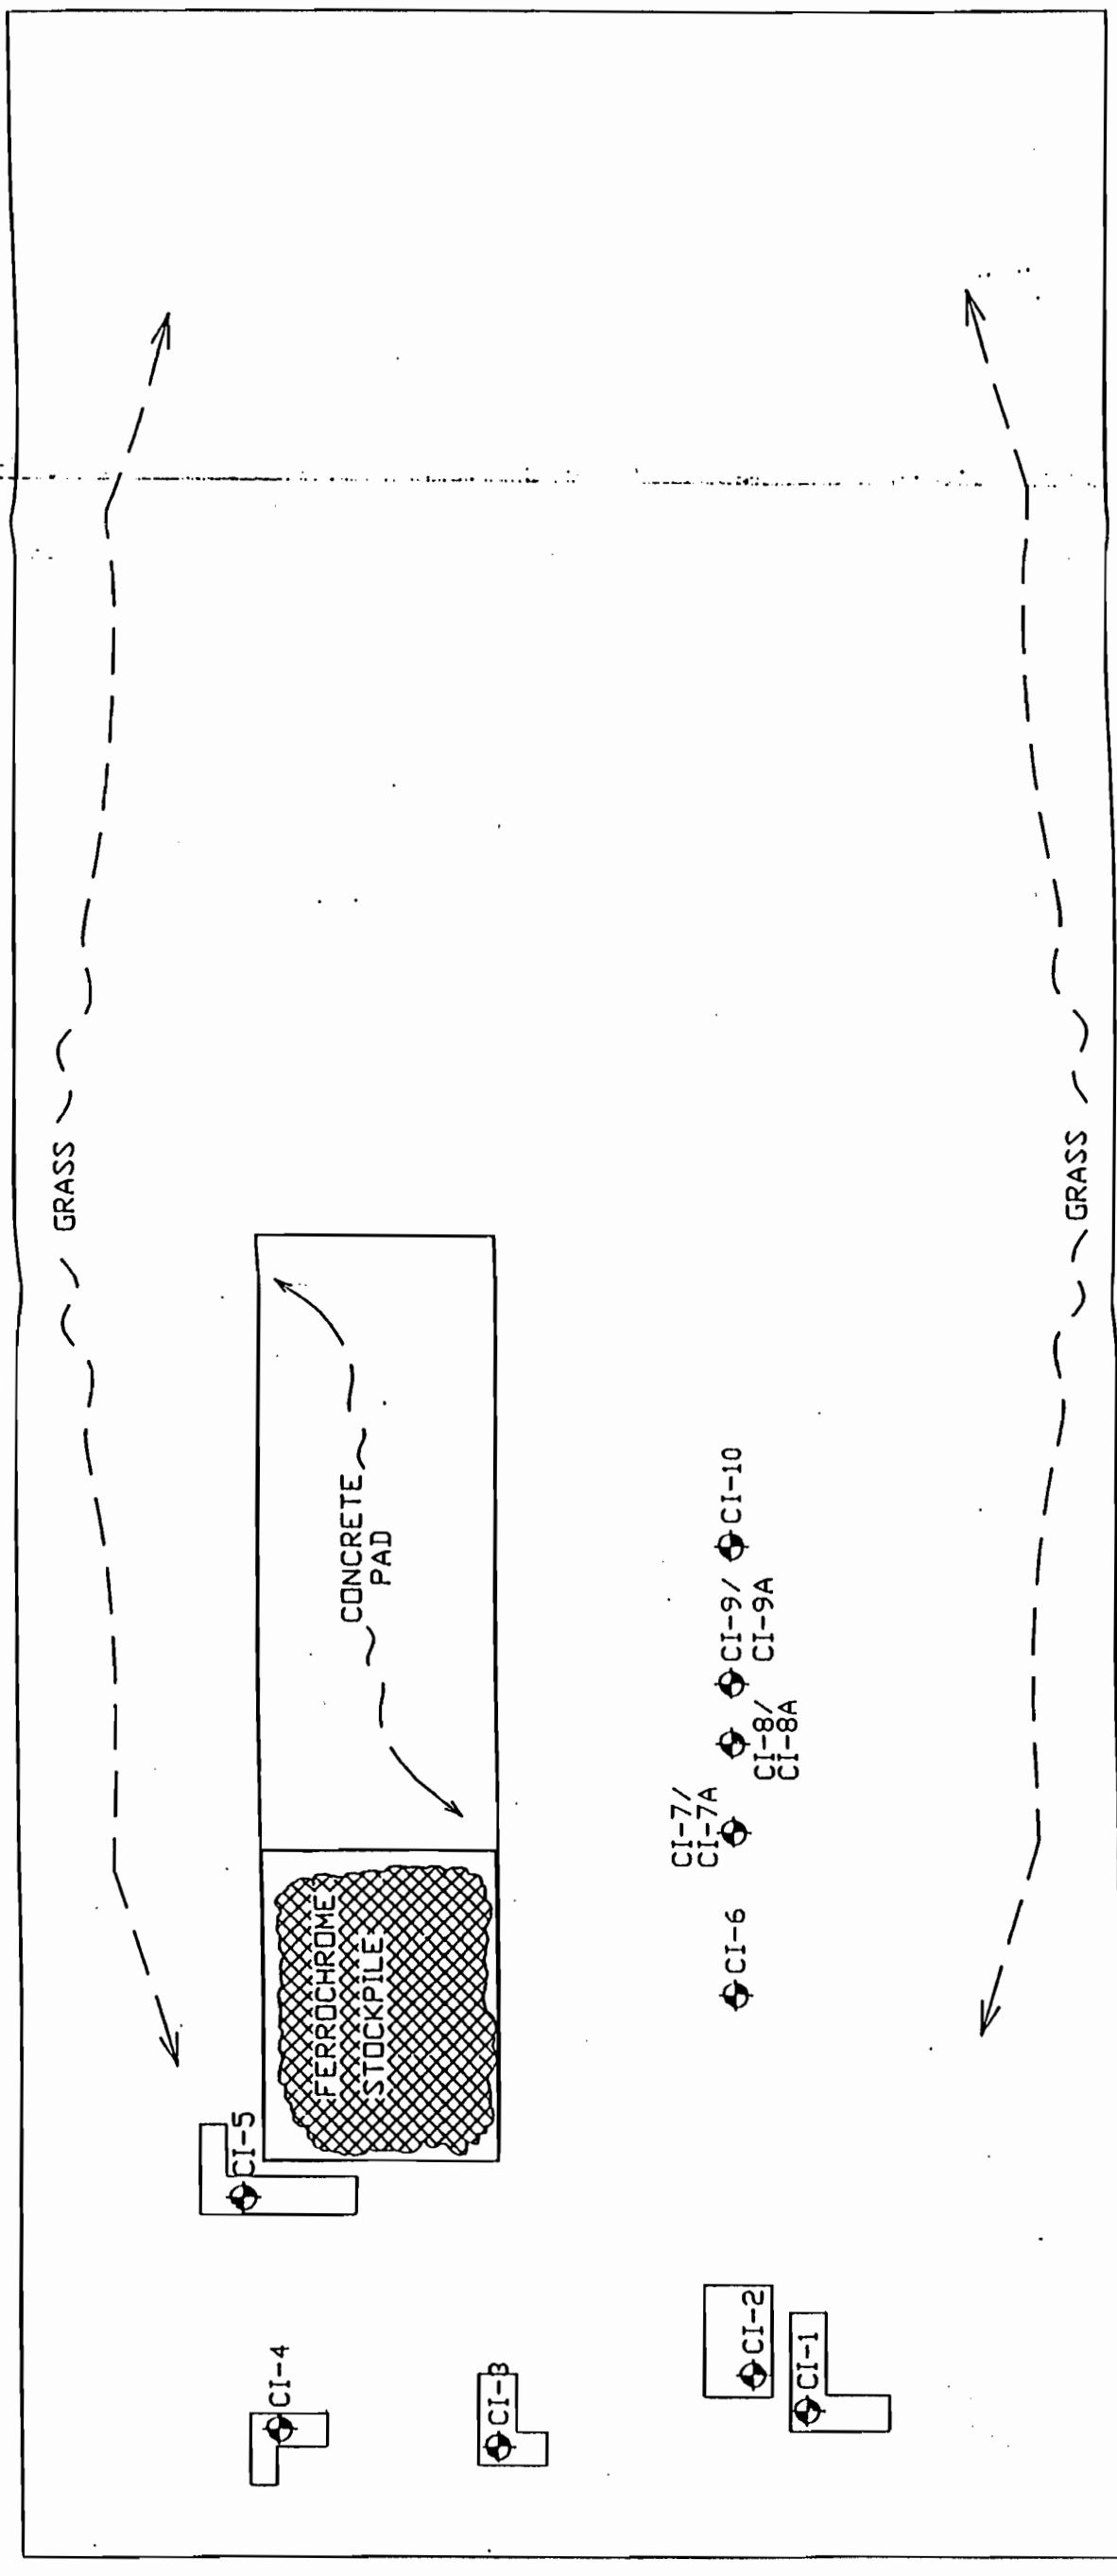 GRASS
CI-4
CI-5
FERROCHROME
STOCKPILE
CONCRETE
PAD
CI-3
CI-2
CI-1
CI-6
CI-7/
CI-7A
CI-8/
CI-8A
CI-9/
CI-9A
CI-10
GRASS